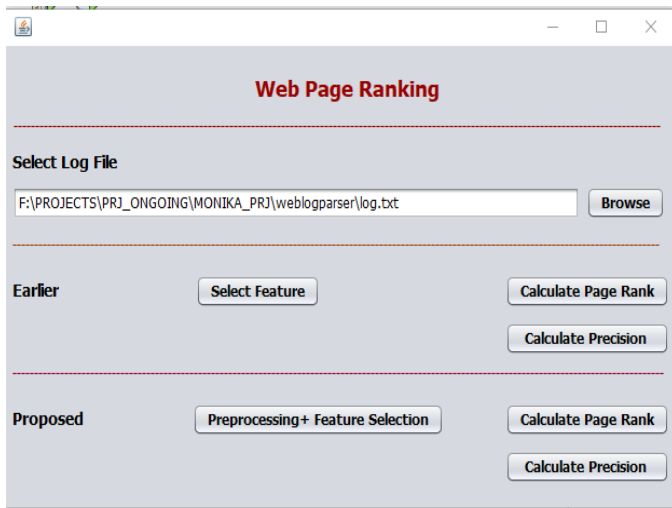 Web Page Ranking
Select Log File
F:\PROJECTS\PRJ_ONGOING\MONIKA_PRJ\weblogparser\log.txt Browse
Earlier Select Feature Calculate Page Rank
Calculate Precision
Proposed Preprocessing+ Feature Selection Calculate Page Rank
Calculate Precision